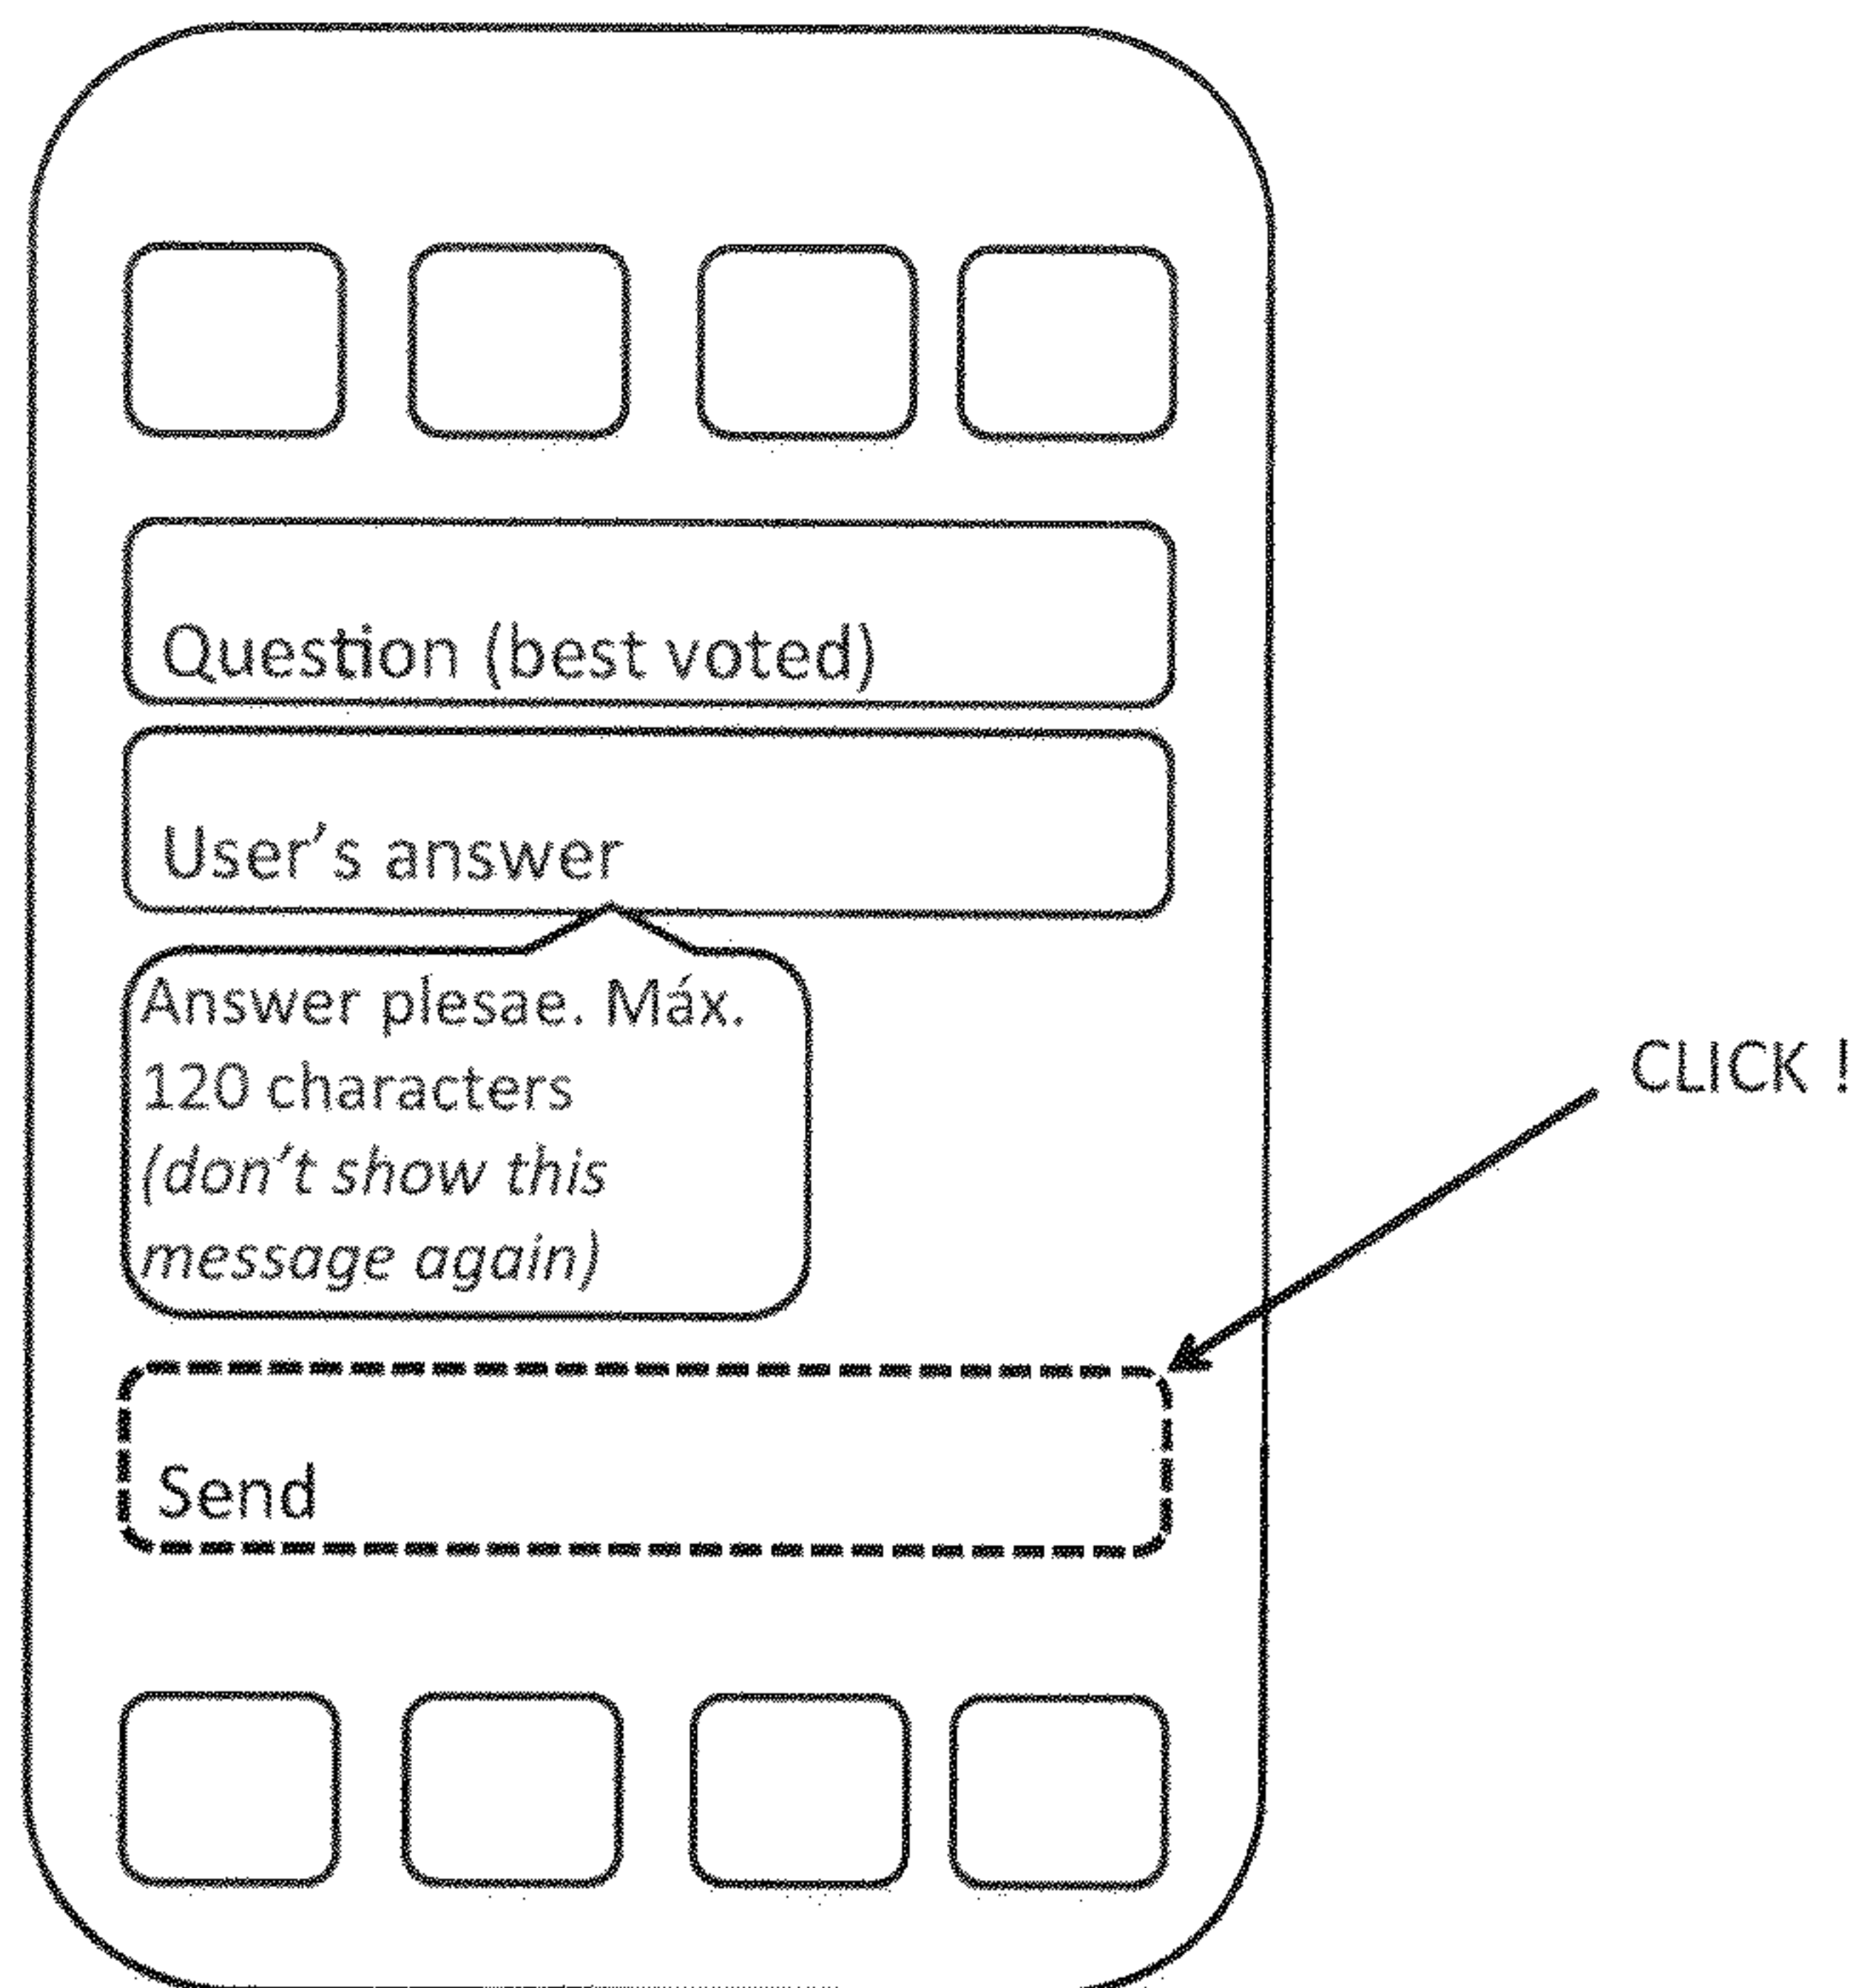 Question (best voted)
User’s answer
Answer plesae. Máx.
120 characters
(don’t show this
message again)
CLICK !
Send